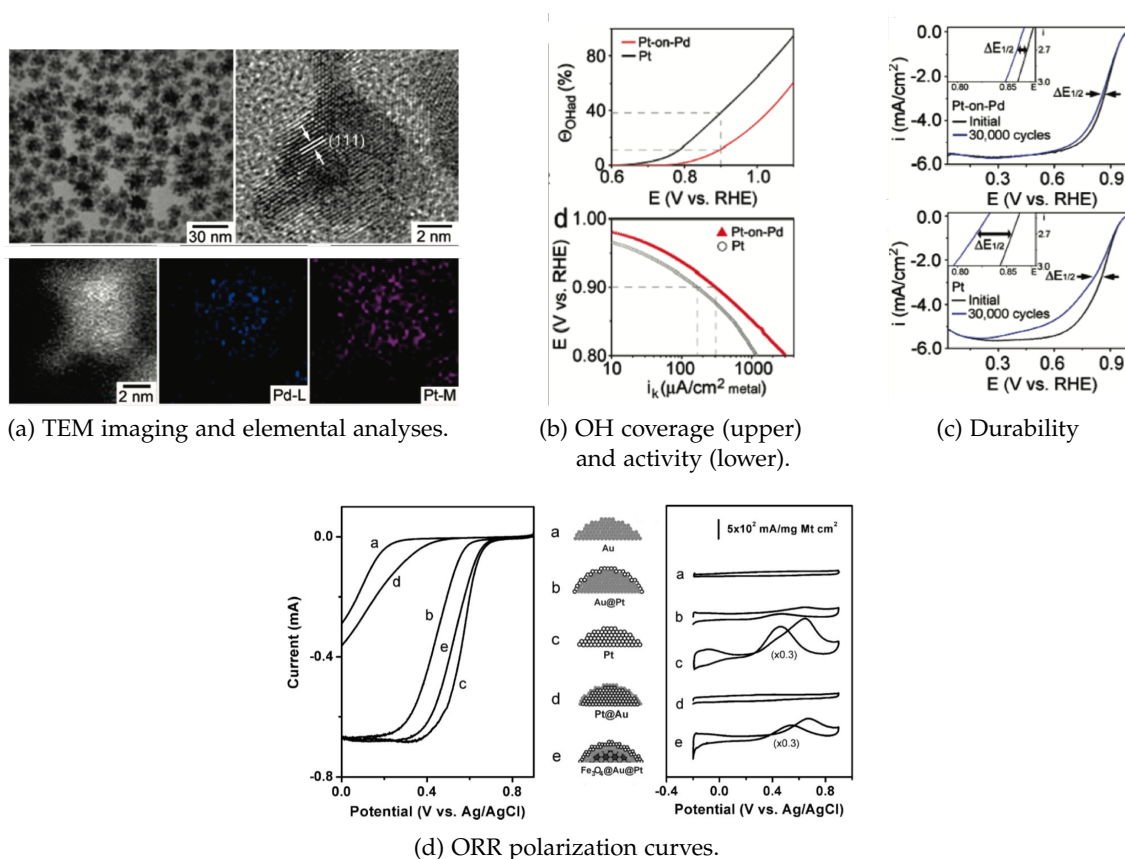 30 nm
(111)
2 nm
2 nm
Pd-L
Pt-M
(a) TEM imaging and elemental analyses.
Θ_OHad (%)
80
40
0
Pt-on-Pd
Pt
0.6 0.8 1.0
E (V vs. RHE)
d
E (V vs. RHE)
1.00
0.90
0.80
Pt-on-Pd
Pt
10 100 1000
i_k (μA/cm² metal)
(b) OH coverage (upper)
and activity (lower).
i (mA/cm²)
0.0
-2.0
-4.0
-6.0
i
2.7
3.0
ΔE1/2
0.80 0.85 E
ΔE1/2
Pt-on-Pd
Initial
30,000 cycles
0.3 0.6 0.9
E (V vs. RHE)
i (mA/cm²)
0.0
-2.0
-4.0
-6.0
i
2.7
3.0
ΔE1/2
0.80 0.85 E
ΔE1/2
Pt
Initial
30,000 cycles
0.3 0.6 0.9
E (V vs. RHE)
(c) Durability
Current (mA)
0.0
-0.4
-0.8
a
d
b
e
c
0.0 0.4 0.8
Potential (V vs. Ag/AgCl)
a
Au
b
Au@Pt
c
Pt
d
Pt@Au
e
Fe₃O₄@Au@Pt
5x10² mA/mg Mt cm²
a
b
c
(x0.3)
d
e
(x0.3)
-0.4 0.0 0.4 0.8
Potential (V vs. Ag/AgCl)
(d) ORR polarization curves.